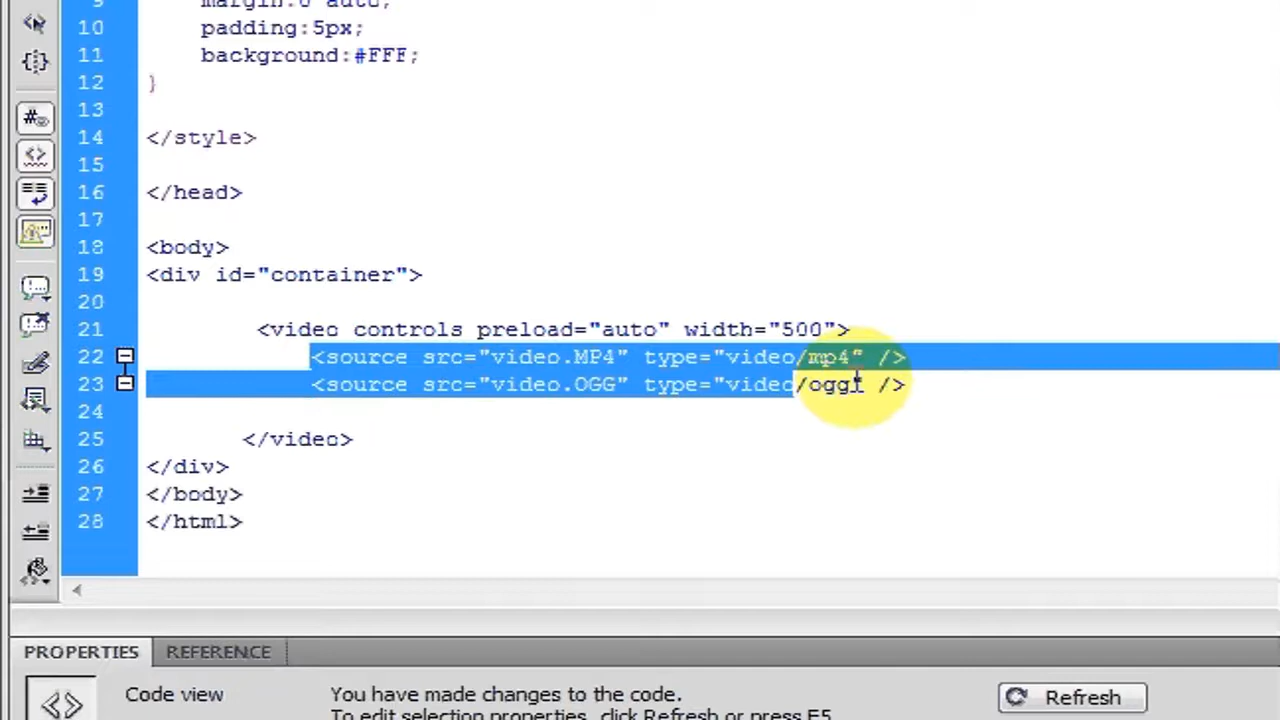 9 margin:0 auto;
10 padding:5px;
11 background:#FFF;
12 }
13
14 </style>
15
16 </head>
17
18 <body>
19 <div id="container">
20
21 <video controls preload="auto" width="500">
22 <source src="video.MP4" type="video/mp4" />
23 <source src="video.OGG" type="video/ogg" />
24
25 </video>
26 </div>
27 </body>
28 </html>
PROPERTIES REFERENCE
Code view You have made changes to the code. Refresh
To edit selection properties, click Refresh or press F5.